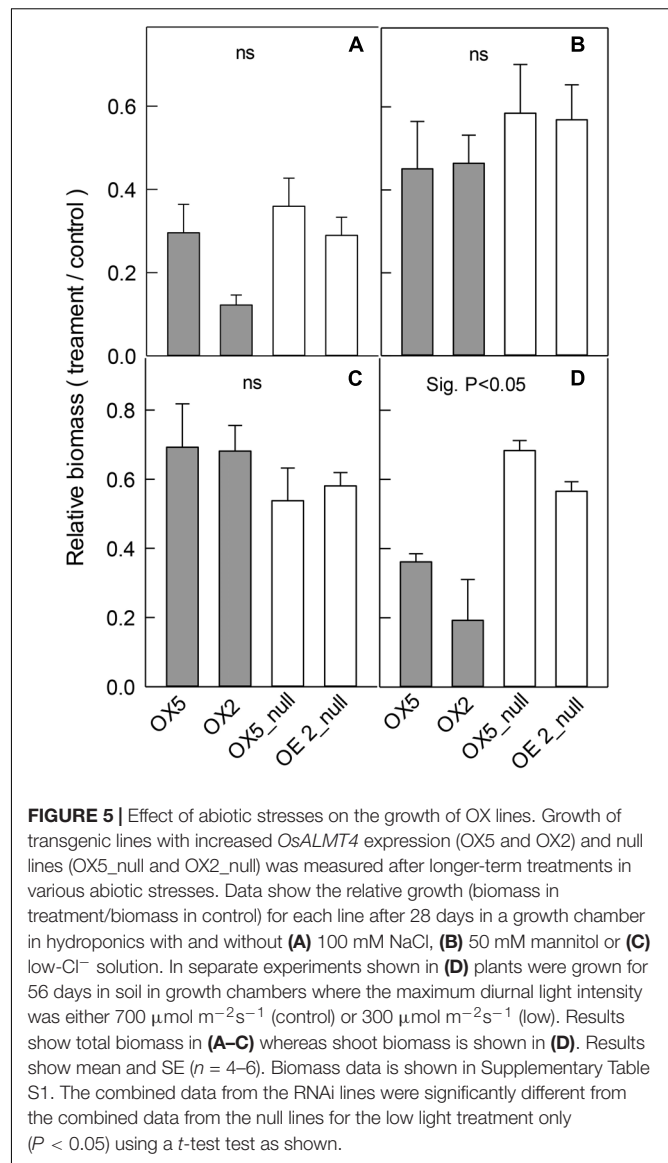 ns
A
ns
B
0.6
0.4
0.2
0.0
Relative biomass ( treament / control )
ns
C
Sig. P<0.05
D
0.8
0.6
0.4
0.2
0.0
OX5
OX2
OX5_null
OE 2_null
OX5
OX2
OX5_null
OE 2_null
FIGURE 5 | Effect of abiotic stresses on the growth of OX lines. Growth of
transgenic lines with increased OsALMT4 expression (OX5 and OX2) and null
lines (OX5_null and OX2_null) was measured after longer-term treatments in
various abiotic stresses. Data show the relative growth (biomass in
treatment/biomass in control) for each line after 28 days in a growth chamber
in hydroponics with and without (A) 100 mM NaCl, (B) 50 mM mannitol or (C)
low-Cl⁻ solution. In separate experiments shown in (D) plants were grown for
56 days in soil in growth chambers where the maximum diurnal light intensity
was either 700 μmol m⁻²s⁻¹ (control) or 300 μmol m⁻²s⁻¹ (low). Results
show total biomass in (A–C) whereas shoot biomass is shown in (D). Results
show mean and SE (n = 4–6). Biomass data is shown in Supplementary Table
S1. The combined data from the RNAi lines were significantly different from
the combined data from the null lines for the low light treatment only
(P < 0.05) using a t-test test as shown.